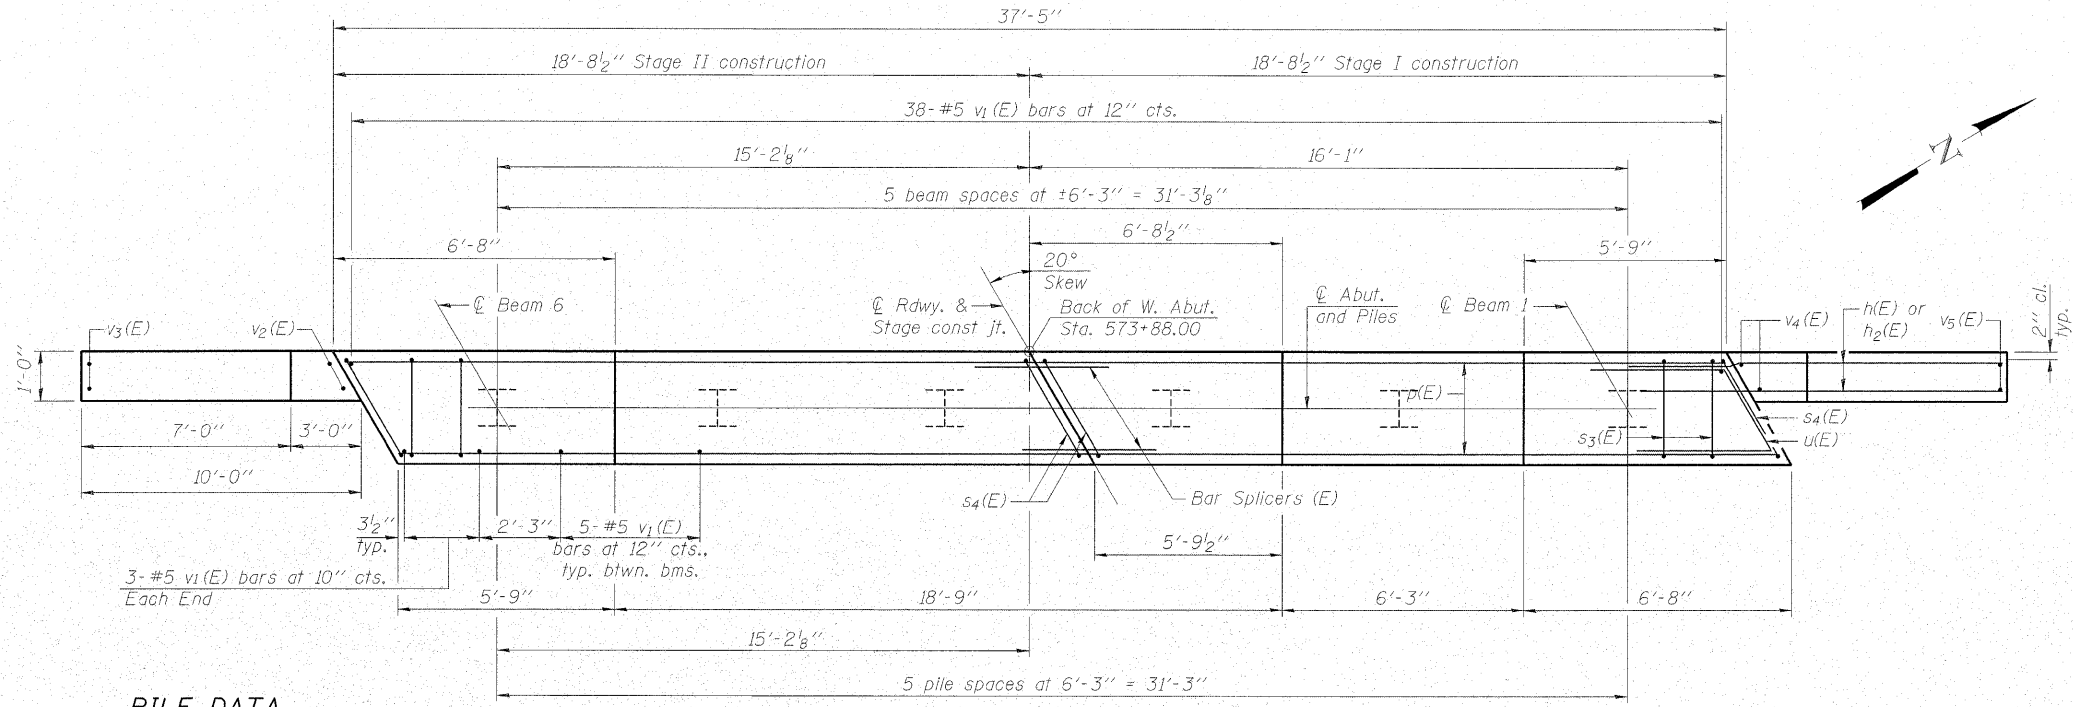 37'-5"
18'-8½" Stage II construction
18'-8½" Stage I construction
38-#5 v1(E) bars at 12" cts.
15'-2⅛"
16'-1"
5 beam spaces at ±6'-3" = 31'-3⅛"
6'-8"
6'-8½"
5'-9"
20°
Skew
N
℄ Beam 6
℄ Rdwy. &
Stage const jt.
Back of W. Abut.
Sta. 573+88.00
℄ Abut.
and Piles
℄ Beam 1
v3(E)
v2(E)
v4(E)
h(E) or
h2(E)
v5(E)
2" cl.
typ.
1'-0"
p(E)
s3(E)
s4(E)
u(E)
7'-0"
3'-0"
10'-0"
s4(E)
Bar Splicers (E)
3½"
typ.
2'-3"
5-#5 v1(E)
bars at 12" cts.,
typ. btwn. bms.
5'-9½"
3-#5 v1(E) bars at 10" cts.
Each End
5'-9"
18'-9"
6'-3"
6'-8"
15'-2⅛"
5 pile spaces at 6'-3" = 31'-3"
PILE DATA